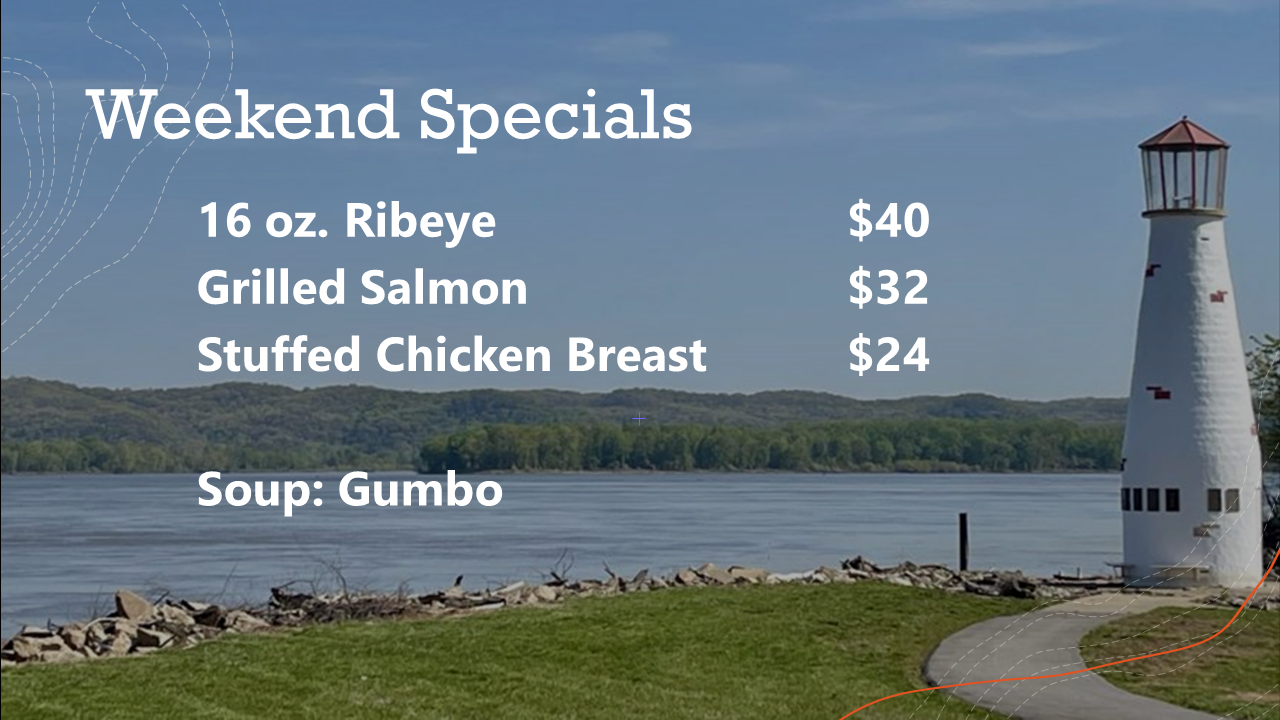 Weekend Specials
16 oz. Ribeye $40
Grilled Salmon $32
Stuffed Chicken Breast $24
Soup: Gumbo